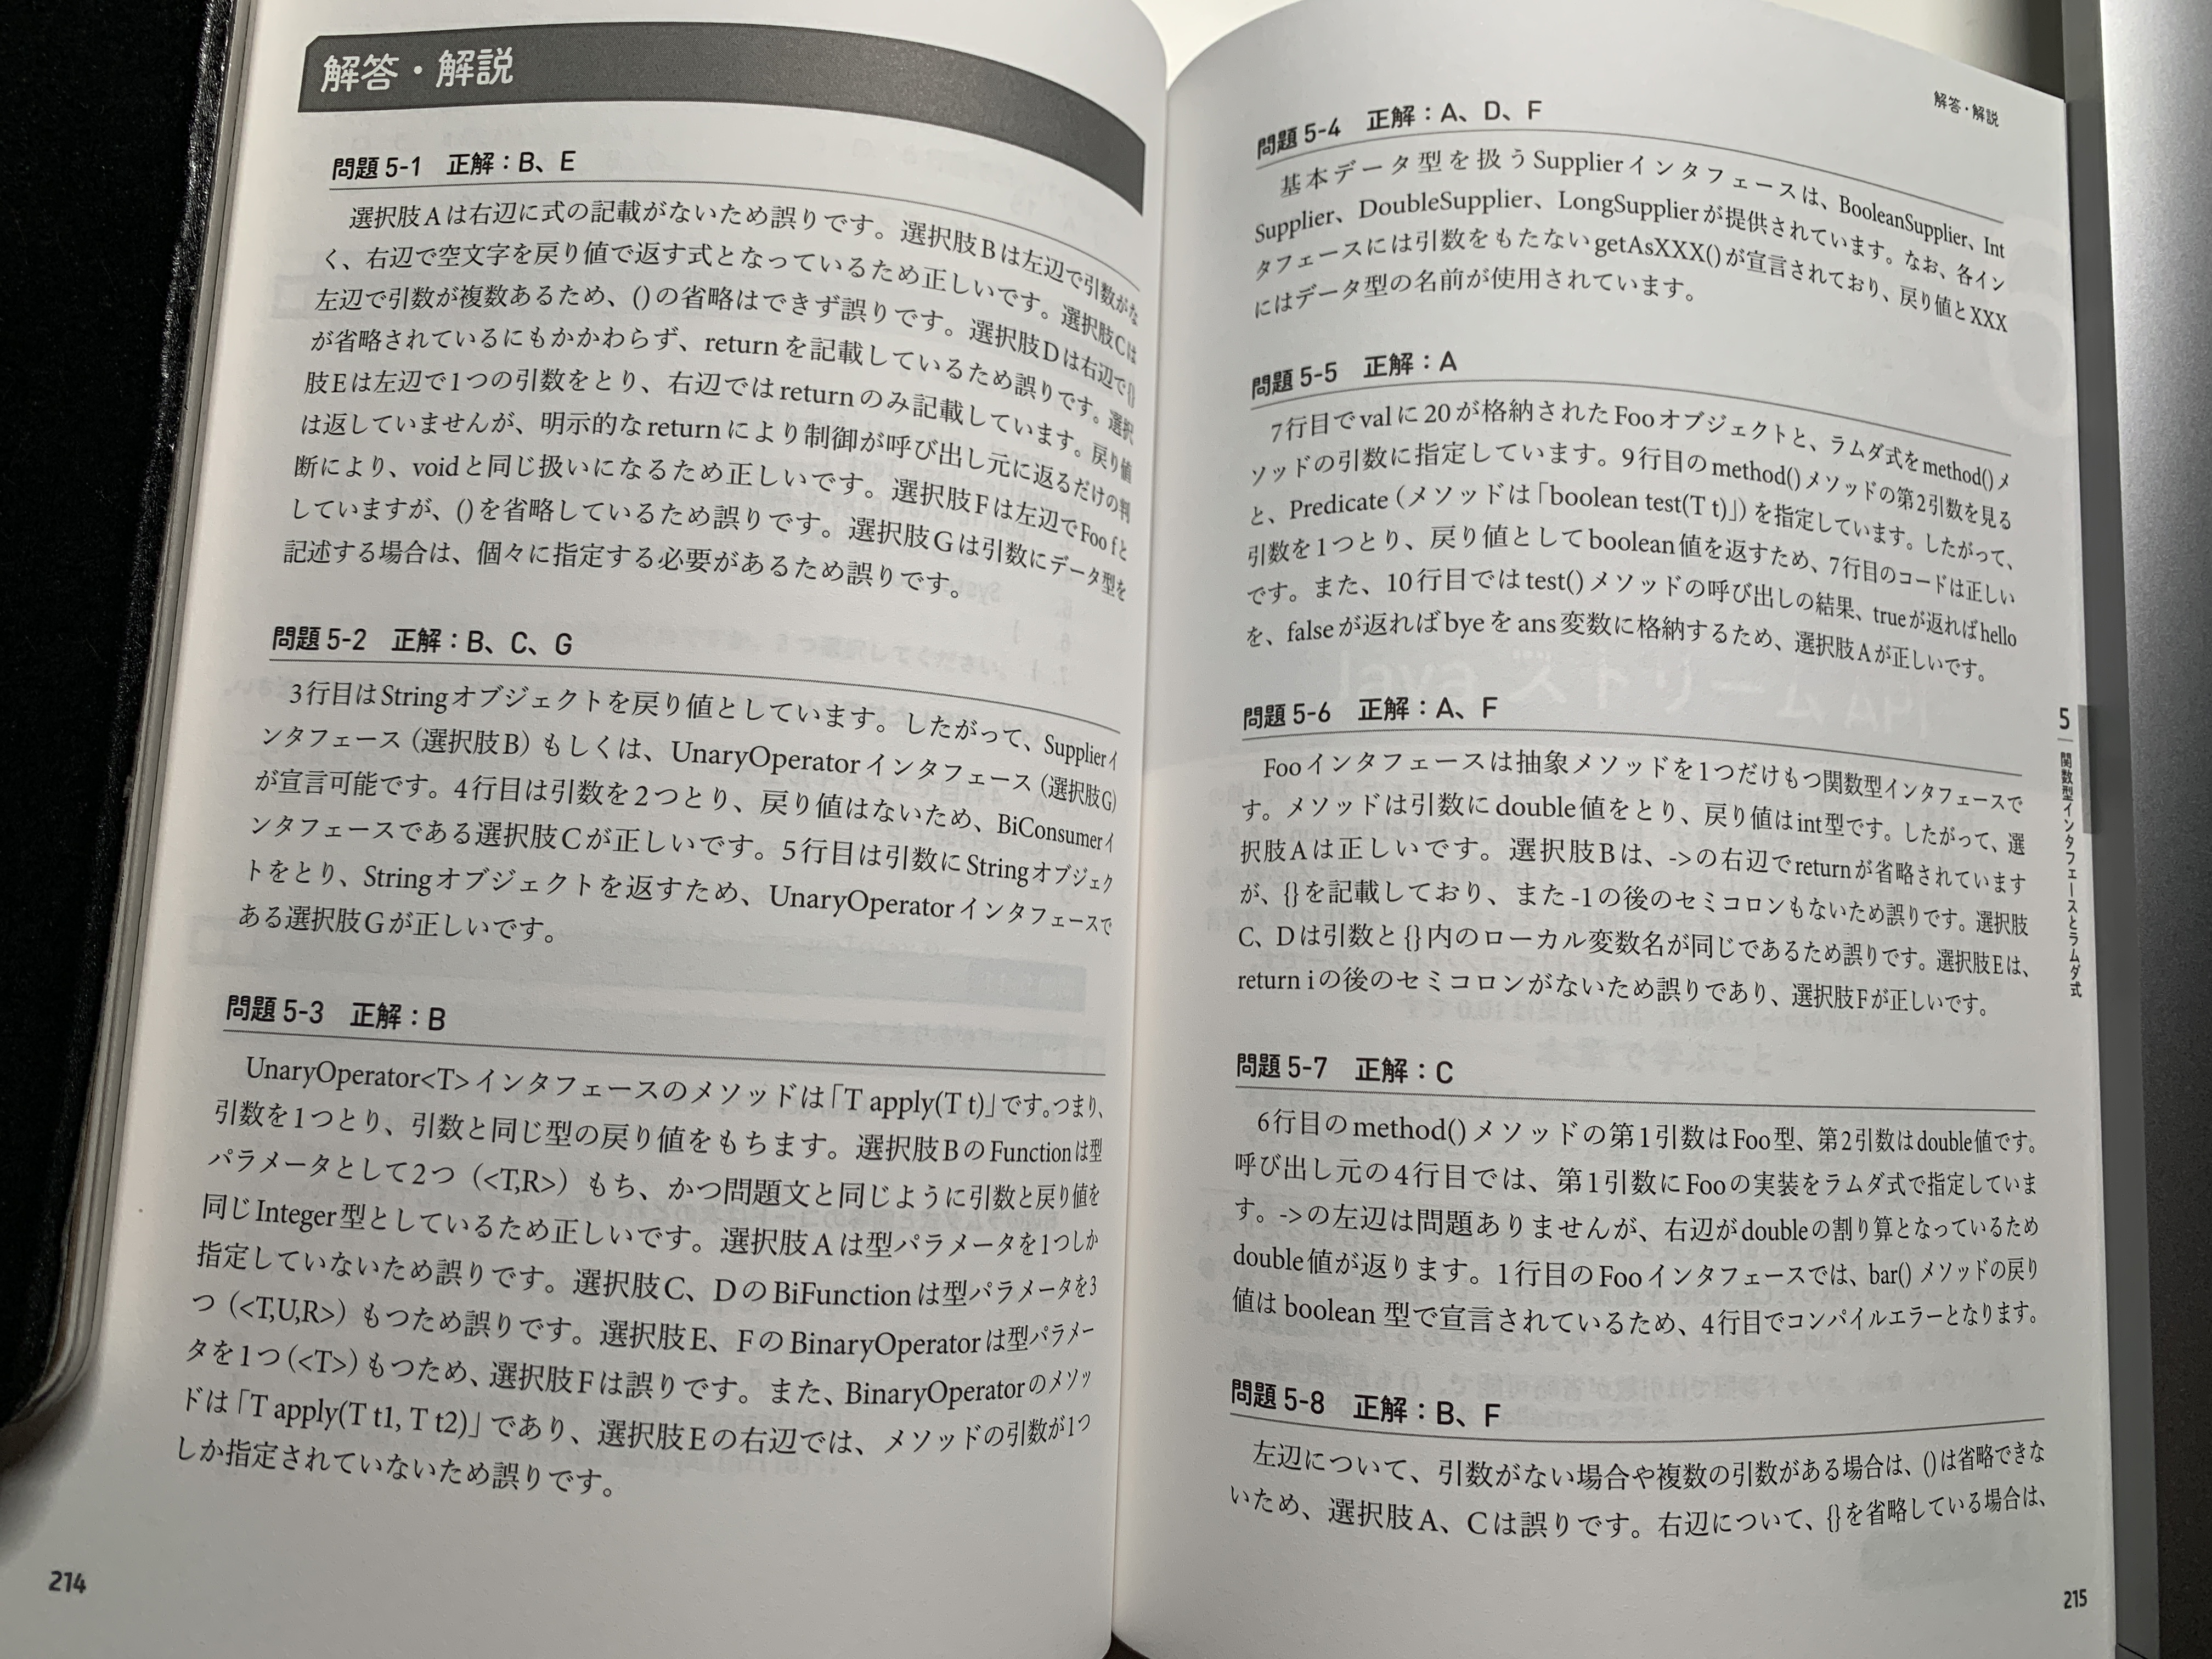 解答・解説
問題 5-1 正解：B、E
選択肢Aは右辺に式の記載がないため誤りです。選択肢Bは左辺で引数がな
く、右辺で空文字を戻り値で返す式となっているため正しいです。選択肢Cは
左辺で引数が複数あるため、()の省略はできず誤りです。選択肢Dは右辺で{}
が省略されているにもかかわらず、returnを記載しているため誤りです。選択
肢Eは左辺で1つの引数をとり、右辺ではreturnのみ記載しています。戻り値
は返していませんが、明示的なreturnにより制御が呼び出し元に返るだけの判
断により、voidと同じ扱いになるため正しいです。選択肢Fは左辺でFoo fと
していますが、()を省略しているため誤りです。選択肢Gは引数にデータ型を
記述する場合は、個々に指定する必要があるため誤りです。
問題 5-2 正解：B、C、G
3行目はStringオブジェクトを戻り値としています。したがって、Supplierイ
ンタフェース（選択肢B）もしくは、UnaryOperatorインタフェース（選択肢G）
が宣言可能です。4行目は引数を2つとり、戻り値はないため、BiConsumerイ
ンタフェースである選択肢Cが正しいです。5行目は引数にStringオブジェク
トをとり、Stringオブジェクトを返すため、UnaryOperatorインタフェースで
ある選択肢Gが正しいです。
問題 5-3 正解：B
UnaryOperator<T>インタフェースのメソッドは「T apply(T t)」です。つまり、
引数を1つとり、引数と同じ型の戻り値をもちます。選択肢BのFunctionは型
パラメータとして2つ（<T,R>）もち、かつ問題文と同じように引数と戻り値を
同じInteger型としているため正しいです。選択肢Aは型パラメータを1つしか
指定していないため誤りです。選択肢C、DのBiFunctionは型パラメータを3
つ（<T,U,R>）もつため誤りです。選択肢E、FのBinaryOperatorは型パラメー
タを1つ（<T>）もつため、選択肢Fは誤りです。また、BinaryOperatorのメソッ
ドは「T apply(T t1, T t2)」であり、選択肢Eの右辺では、メソッドの引数が1つ
しか指定されていないため誤りです。
214
解答・解説
問題 5-4 正解：A、D、F
基本データ型を扱うSupplierインタフェースは、BooleanSupplier、Int
Supplier、DoubleSupplier、LongSupplierが提供されています。なお、各イン
タフェースには引数をもたないgetAsXXX()が宣言されており、戻り値とXXX
にはデータ型の名前が使用されています。
問題 5-5 正解：A
7行目でvalに20が格納されたFooオブジェクトと、ラムダ式をmethod()メ
ソッドの引数に指定しています。9行目のmethod()メソッドの第2引数を見る
と、Predicate（メソッドは「boolean test(T t)」）を指定しています。したがって、
引数を1つとり、戻り値としてboolean値を返すため、7行目のコードは正しい
です。また、10行目ではtest()メソッドの呼び出しの結果、trueが返ればhello
を、falseが返ればbyeをans変数に格納するため、選択肢Aが正しいです。
問題 5-6 正解：A、F
Fooインタフェースは抽象メソッドを1つだけもつ関数型インタフェースで
す。メソッドは引数にdouble値をとり、戻り値はint型です。したがって、選
択肢Aは正しいです。選択肢Bは、->の右辺でreturnが省略されています
が、{}を記載しており、また-1の後のセミコロンもないため誤りです。選択肢
C、Dは引数と{}内のローカル変数名が同じであるため誤りです。選択肢Eは、
return iの後のセミコロンがないため誤りであり、選択肢Fが正しいです。
問題 5-7 正解：C
6行目のmethod()メソッドの第1引数はFoo型、第2引数はdouble値です。
呼び出し元の4行目では、第1引数にFooの実装をラムダ式で指定していま
す。->の左辺は問題ありませんが、右辺がdoubleの割り算となっているため
double値が返ります。1行目のFooインタフェースでは、bar()メソッドの戻り
値は boolean 型で宣言されているため、4行目でコンパイルエラーとなります。
問題 5-8 正解：B、F
左辺について、引数がない場合や複数の引数がある場合は、()は省略できな
いため、選択肢A、Cは誤りです。右辺について、{}を省略している場合は、
5
関数型インタフェースとラムダ式
215